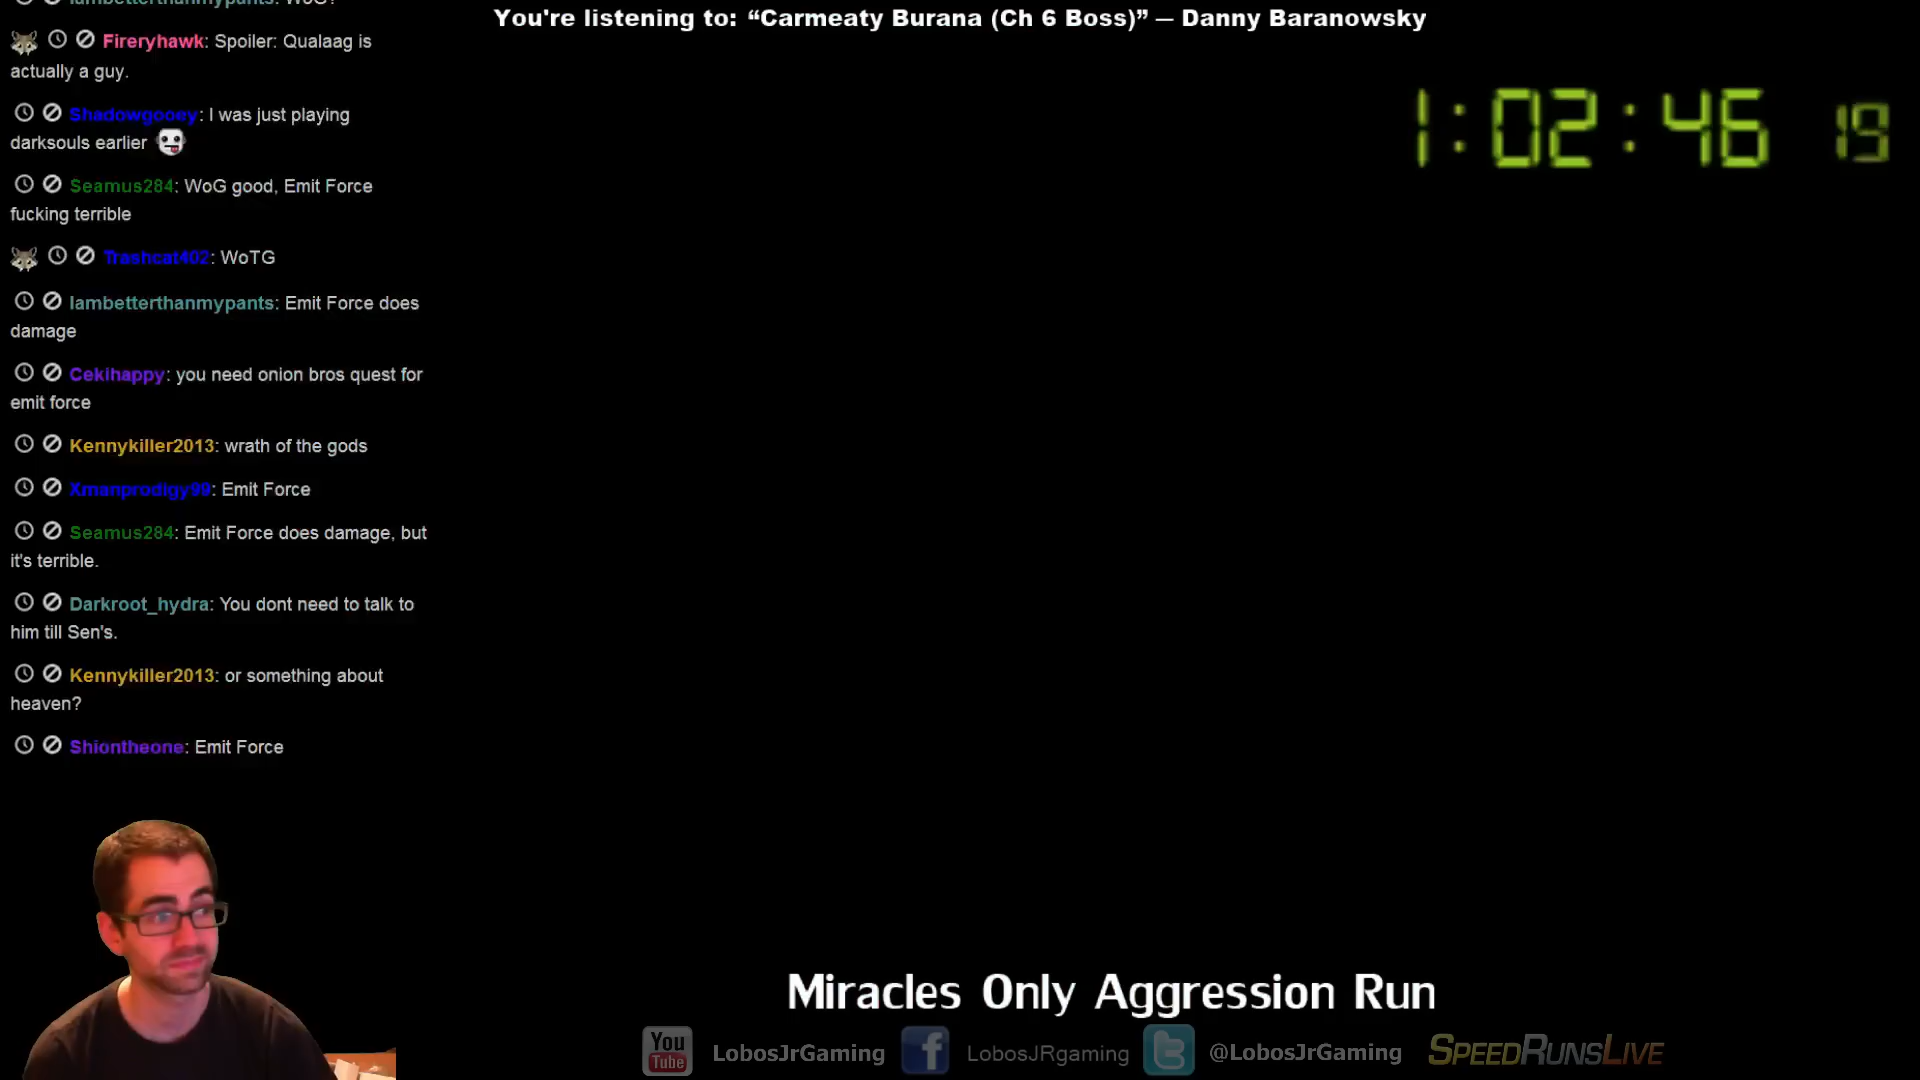 Iambetterthanmypants: WoG?
You're listening to: “Carmeaty Burana (Ch 6 Boss)” — Danny Baranowsky
1:02:46 19
Fireryhawk: Spoiler: Qualaag is
actually a guy.
Shadowgooey: I was just playing
darksouls earlier
Seamus284: WoG good, Emit Force
fucking terrible
Trashcat402: WoTG
Iambetterthanmypants: Emit Force does
damage
Cekihappy: you need onion bros quest for
emit force
Kennykiller2013: wrath of the gods
Xmanprodigy99: Emit Force
Seamus284: Emit Force does damage, but
it's terrible.
Darkroot_hydra: You dont need to talk to
him till Sen's.
Kennykiller2013: or something about
heaven?
Shiontheone: Emit Force
Miracles Only Aggression Run
You Tube LobosJrGaming f LobosJRgaming t @LobosJrGaming SPEEDRUNSLIVE